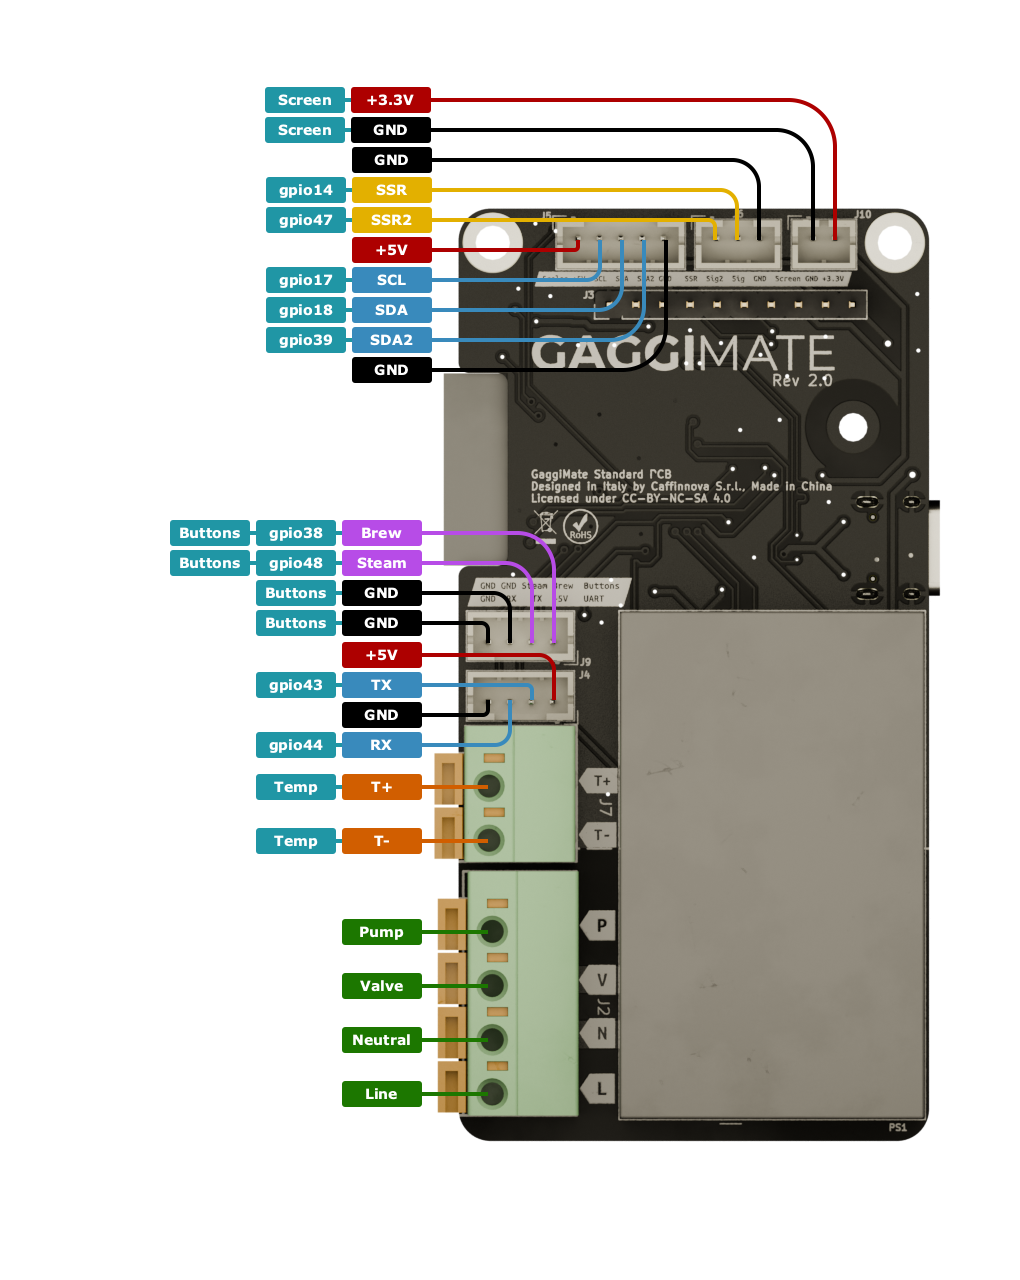 Screen +3.3V
Screen GND
GND
gpio14 SSR
gpio47 SSR2
+5V
gpio17 SCL
gpio18 SDA
gpio39 SDA2
GND
J5
J10
GND SSR Sig2 Sig GND Screen GND +3.3V
J3
GAGGIMATE
Rev 2.0
GaggiMate Standard PCB
Designed in Italy by Caffinnova S.r.l., Made in China
Licensed under CC-BY-NC-SA 4.0
RoHS
Buttons gpio38 Brew
Buttons gpio48 Steam
Buttons GND
Buttons GND
+5V
gpio43 TX
GND
gpio44 RX
Temp T+
Temp T-
GND GND Steam Brew Buttons
GND RX TX +5V UART
J9
J4
T+
J7
T-
Pump
Valve
Neutral
Line
P
V
J2
N
L
PS1